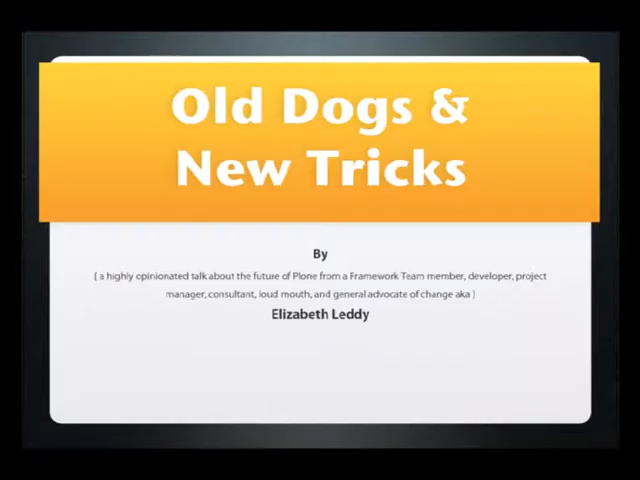 Old Dogs &
New Tricks
By
( a highly opinionated talk about the future of Plone from a Framework Team member, developer, project
manager, consultant, loud mouth, and general advocate of change aka )
Elizabeth Leddy